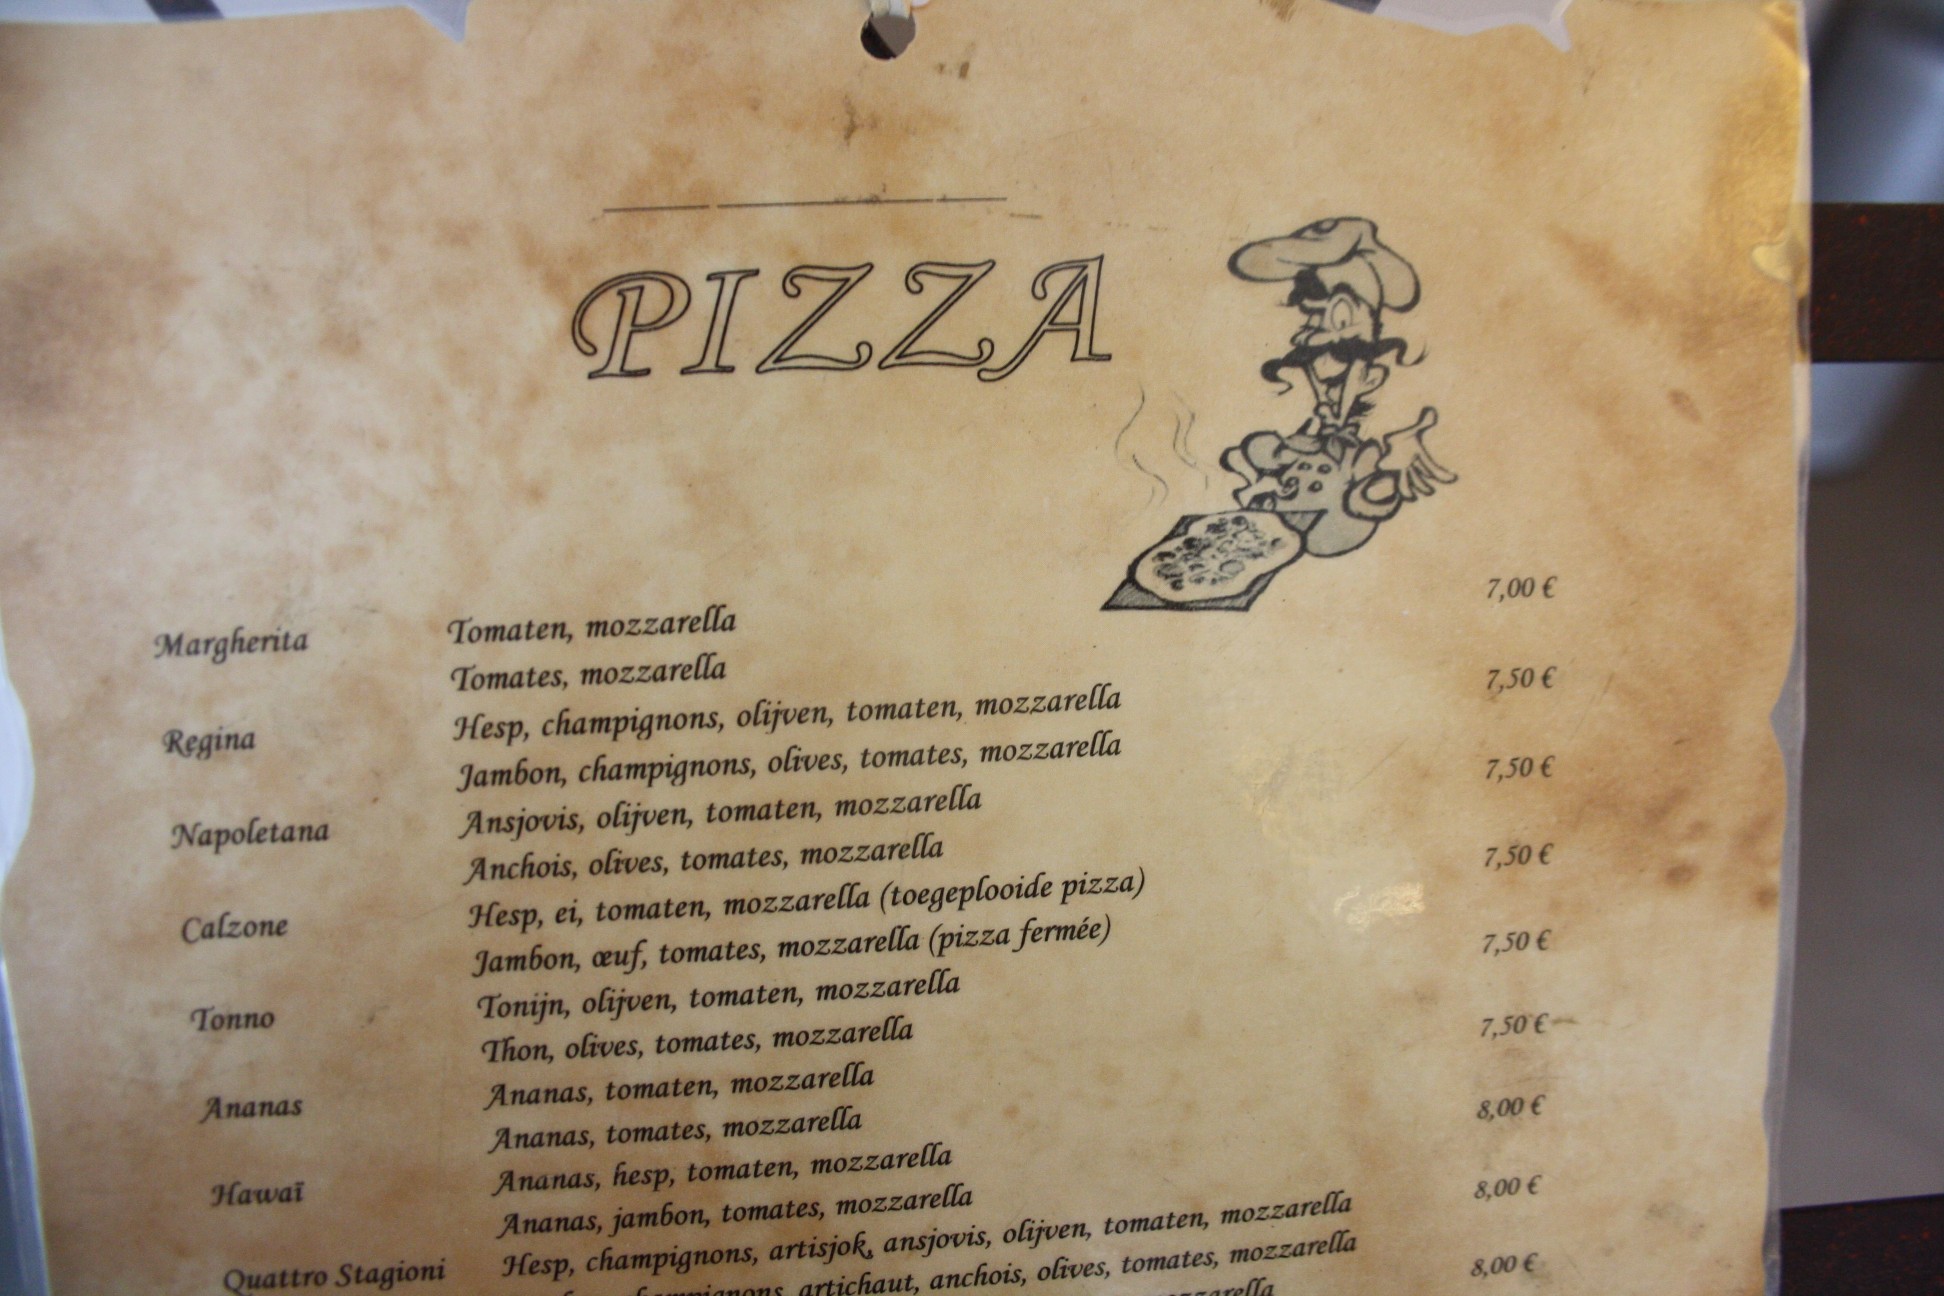 PIZZA
Margherita Tomaten, mozzarella 7,00 €
Tomates, mozzarella
Regina Hesp, champignons, olijven, tomaten, mozzarella 7,50 €
Jambon, champignons, olives, tomates, mozzarella
Napoletana Ansjovis, olijven, tomaten, mozzarella 7,50 €
Anchois, olives, tomates, mozzarella
Calzone Hesp, ei, tomaten, mozzarella (toegeplooide pizza) 7,50 €
Jambon, œuf, tomates, mozzarella (pizza fermée)
Tonno Tonijn, olijven, tomaten, mozzarella 7,50 €
Thon, olives, tomates, mozzarella
Ananas Ananas, tomaten, mozzarella 7,50 €
Ananas, tomates, mozzarella
Hawaï Ananas, hesp, tomaten, mozzarella 8,00 €
Ananas, jambon, tomates, mozzarella
Quattro Stagioni Hesp, champignons, artisjok, ansjovis, olijven, tomaten, mozzarella 8,00 €
artichaut, anchois, olives, tomates, mozzarella
8,00 €